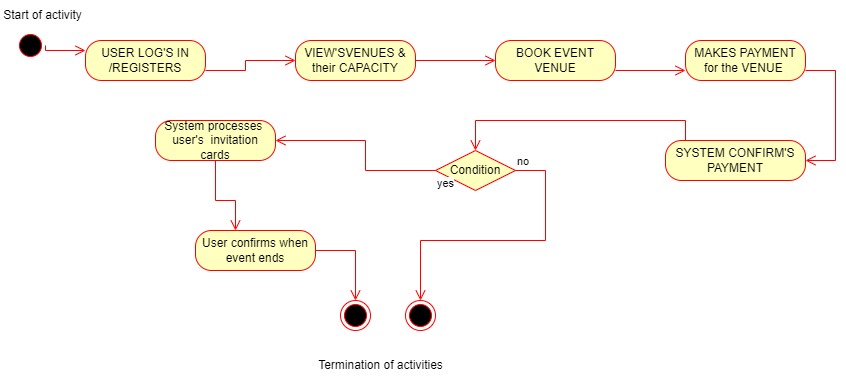 Start of activity
USER LOG'S IN
/REGISTERS
VIEW'SVENUES &
their CAPACITY
BOOK EVENT
VENUE
MAKES PAYMENT
for the VENUE
System processes
user's invitation
cards
Condition
no
yes
SYSTEM CONFIRM'S
PAYMENT
User confirms when
event ends
Termination of activities